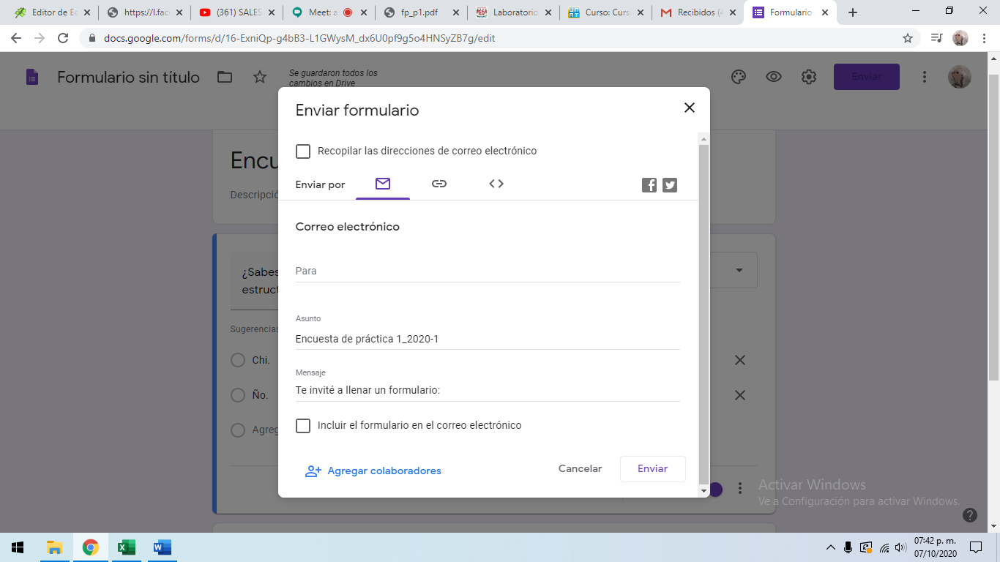 Editor de Ec
https://l.fac
(361) SALES
Meet: a
fp_p1.pdf
Laboratorio
Curso: Curs
Recibidos (4
Formulario
docs.google.com/forms/d/16-ExniQp-g4bB3-L1GWysM_dx6U0pf9g5o4HNSyZB7g/edit
Formulario sin título
Se guardaron todos los
cambios en Drive
Enviar
Enviar formulario
Recopilar las direcciones de correo electrónico
Enviar por
Correo electrónico
Para
Asunto
Encuesta de práctica 1_2020-1
Mensaje
Te invité a llenar un formulario:
Incluir el formulario en el correo electrónico
Agregar colaboradores
Cancelar
Enviar
Encu
Descripció
¿Sabes
estruct
Sugerencias
Chi.
Ño.
Agreg
Activar Windows
Ve a Configuración para activar Windows.
07:42 p. m.
07/10/2020